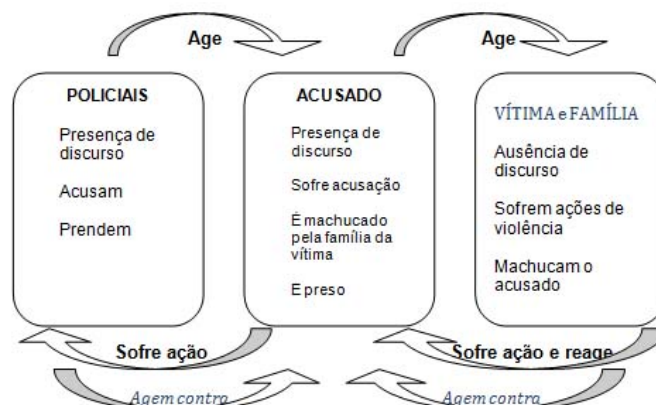 Age
Age
POLICIAIS
Presença de
discurso
Acusam
Prendem
ACUSADO
Presença de
discurso
Sofre acusação
É machucado
pela família da
vítima
E preso
VÍTIMA e FAMÍLIA
Ausência de
discurso
Sofrem ações de
violência
Machucam o
acusado
Sofre ação
Sofre ação e reage
Agem contra
Agem contra